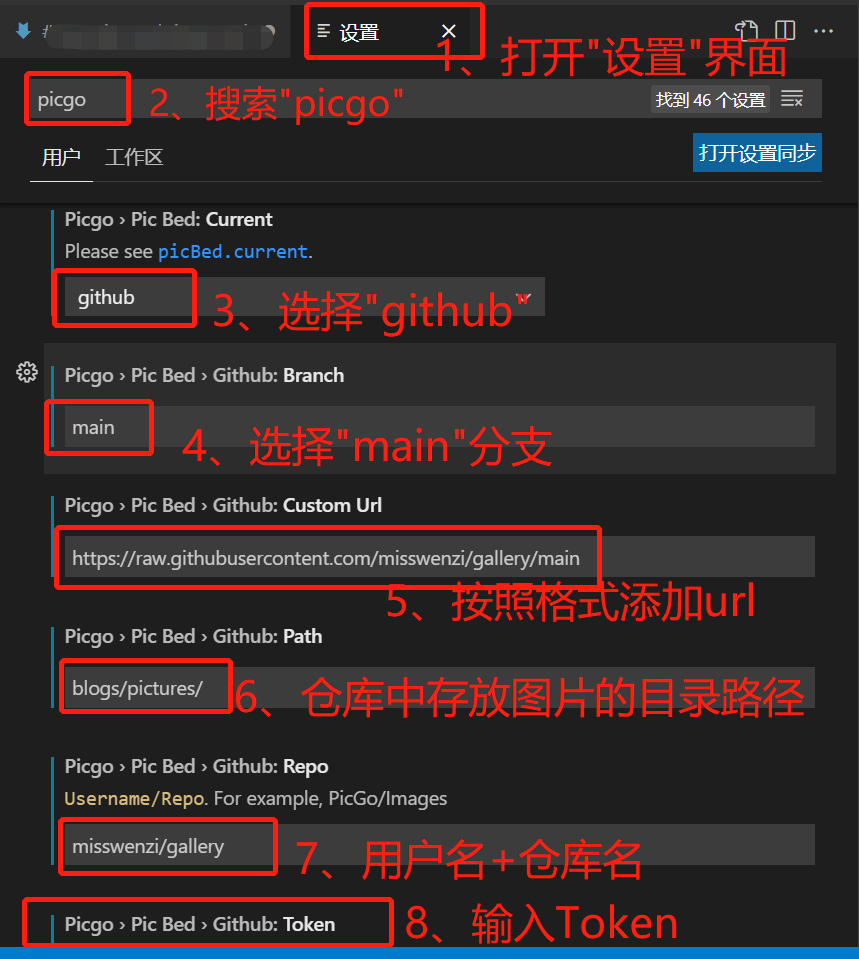 设置
1、打开"设置"界面
picgo
2、搜索"picgo"
找到 46 个设置
用户 工作区
打开设置同步
Picgo › Pic Bed: Current
Please see picBed.current.
github
3、选择"github"
Picgo › Pic Bed › Github: Branch
main
4、选择"main"分支
Picgo › Pic Bed › Github: Custom Url
https://raw.githubusercontent.com/misswenzi/gallery/main
5、按照格式添加url
Picgo › Pic Bed › Github: Path
blogs/pictures/
6、仓库中存放图片的目录路径
Picgo › Pic Bed › Github: Repo
Username/Repo. For example, PicGo/Images
misswenzi/gallery
7、用户名+仓库名
Picgo › Pic Bed › Github: Token
8、输入Token